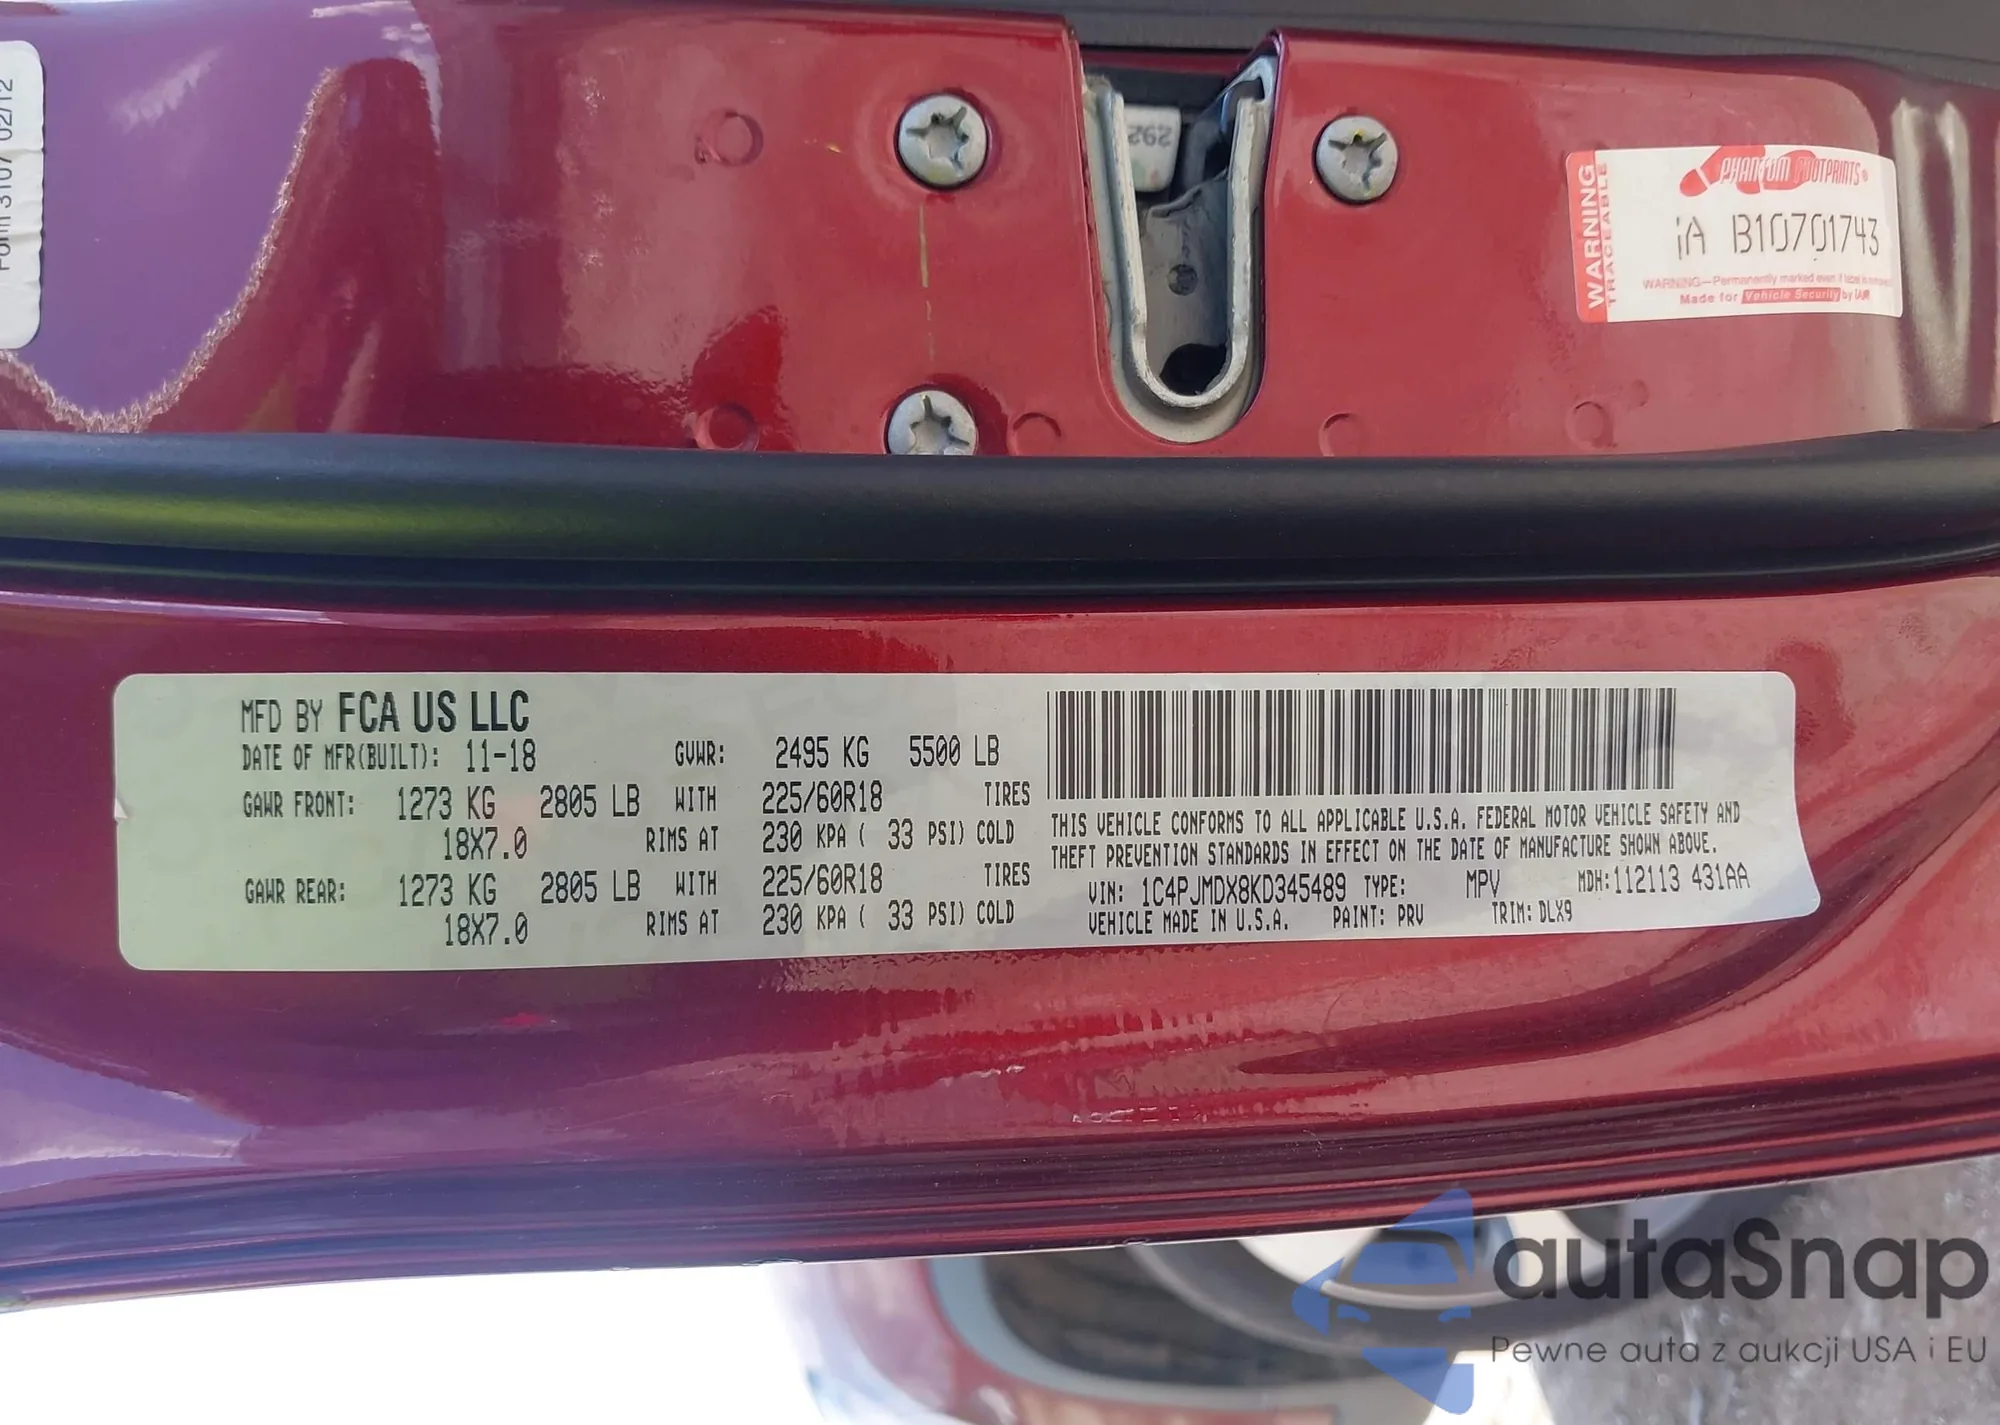 Form 3107 02/12
292
PHANTOM FOOTPRINTS
WARNING
TRACEABLE
iA B10701743
WARNING—Permanently marked even if label is removed
Made for Vehicle Security by IAM
MFD BY FCA US LLC
DATE OF MFR(BUILT): 11-18 GVWR: 2495 KG 5500 LB
GAWR FRONT: 1273 KG 2805 LB WITH 225/60R18 TIRES
18X7.0 RIMS AT 230 KPA ( 33 PSI) COLD
GAWR REAR: 1273 KG 2805 LB WITH 225/60R18 TIRES
18X7.0 RIMS AT 230 KPA ( 33 PSI) COLD
THIS VEHICLE CONFORMS TO ALL APPLICABLE U.S.A. FEDERAL MOTOR VEHICLE SAFETY AND
THEFT PREVENTION STANDARDS IN EFFECT ON THE DATE OF MANUFACTURE SHOWN ABOVE.
VIN: 1C4PJMDX8KD345489 TYPE: MPV MDH:112113 431AA
VEHICLE MADE IN U.S.A. PAINT: PRV TRIM: DLX9
autaSnap
Pewne auta z aukcji USA i EU